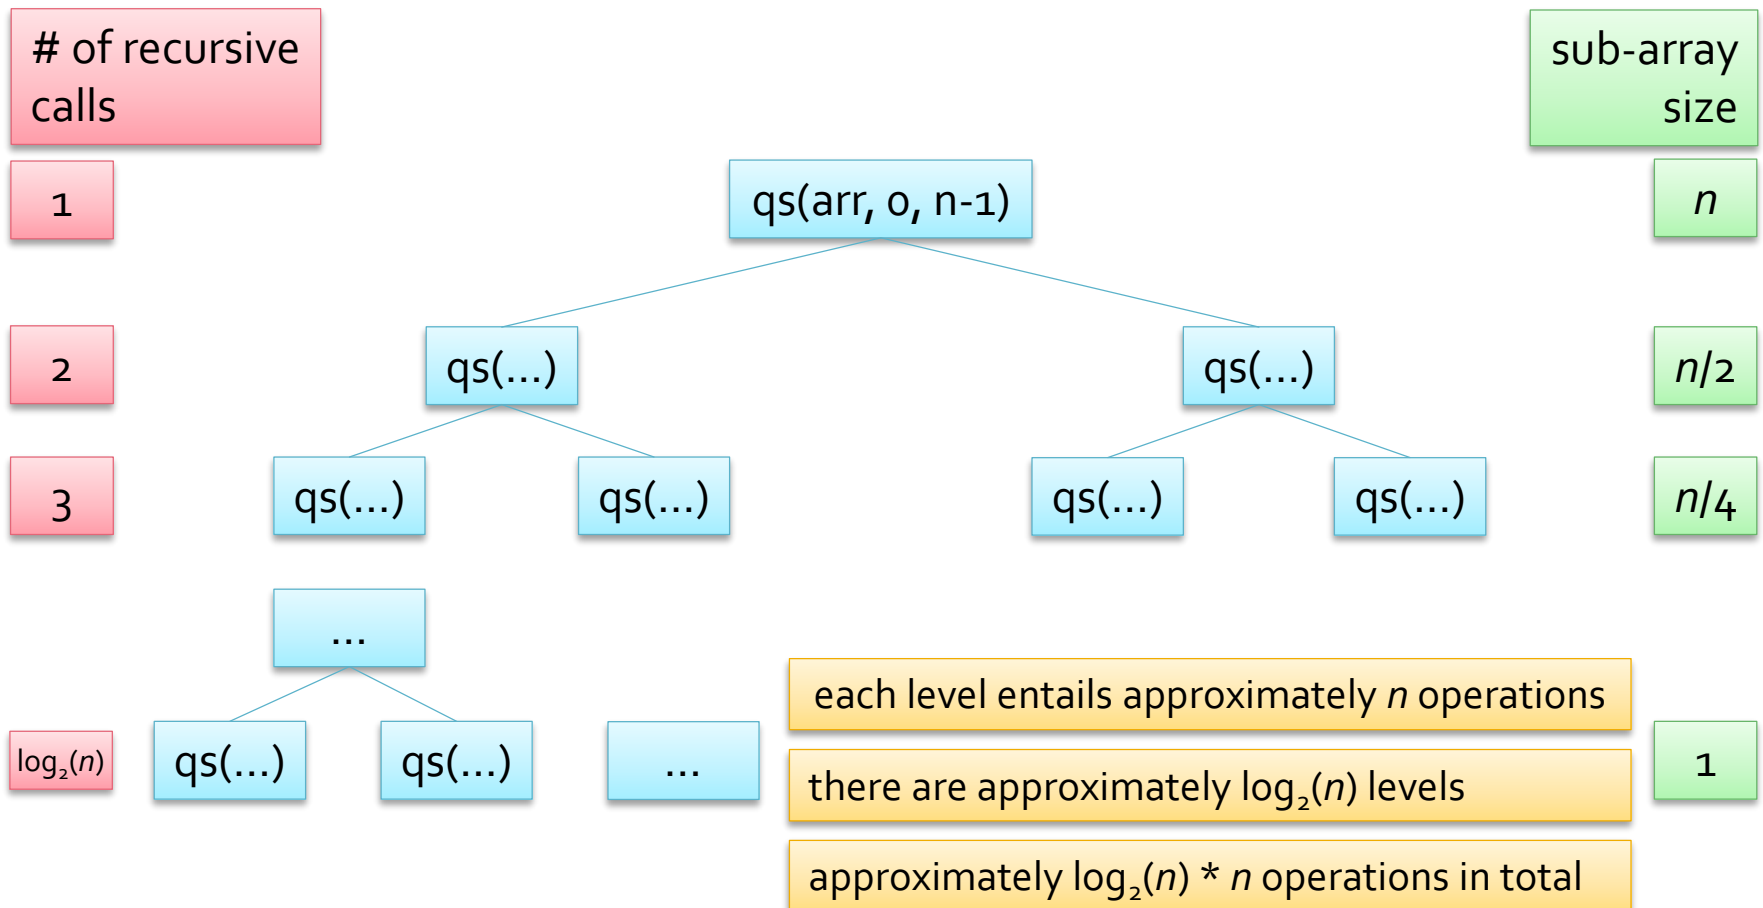 # of recursive
calls
sub-array
size
1
qs(arr, 0, n-1)
n
2
qs(...)
qs(...)
n/2
3
qs(...)
qs(...)
qs(...)
qs(...)
n/4
...
each level entails approximately n operations
log₂(n)
qs(...)
qs(...)
...
there are approximately log₂(n) levels
1
approximately log₂(n) * n operations in total